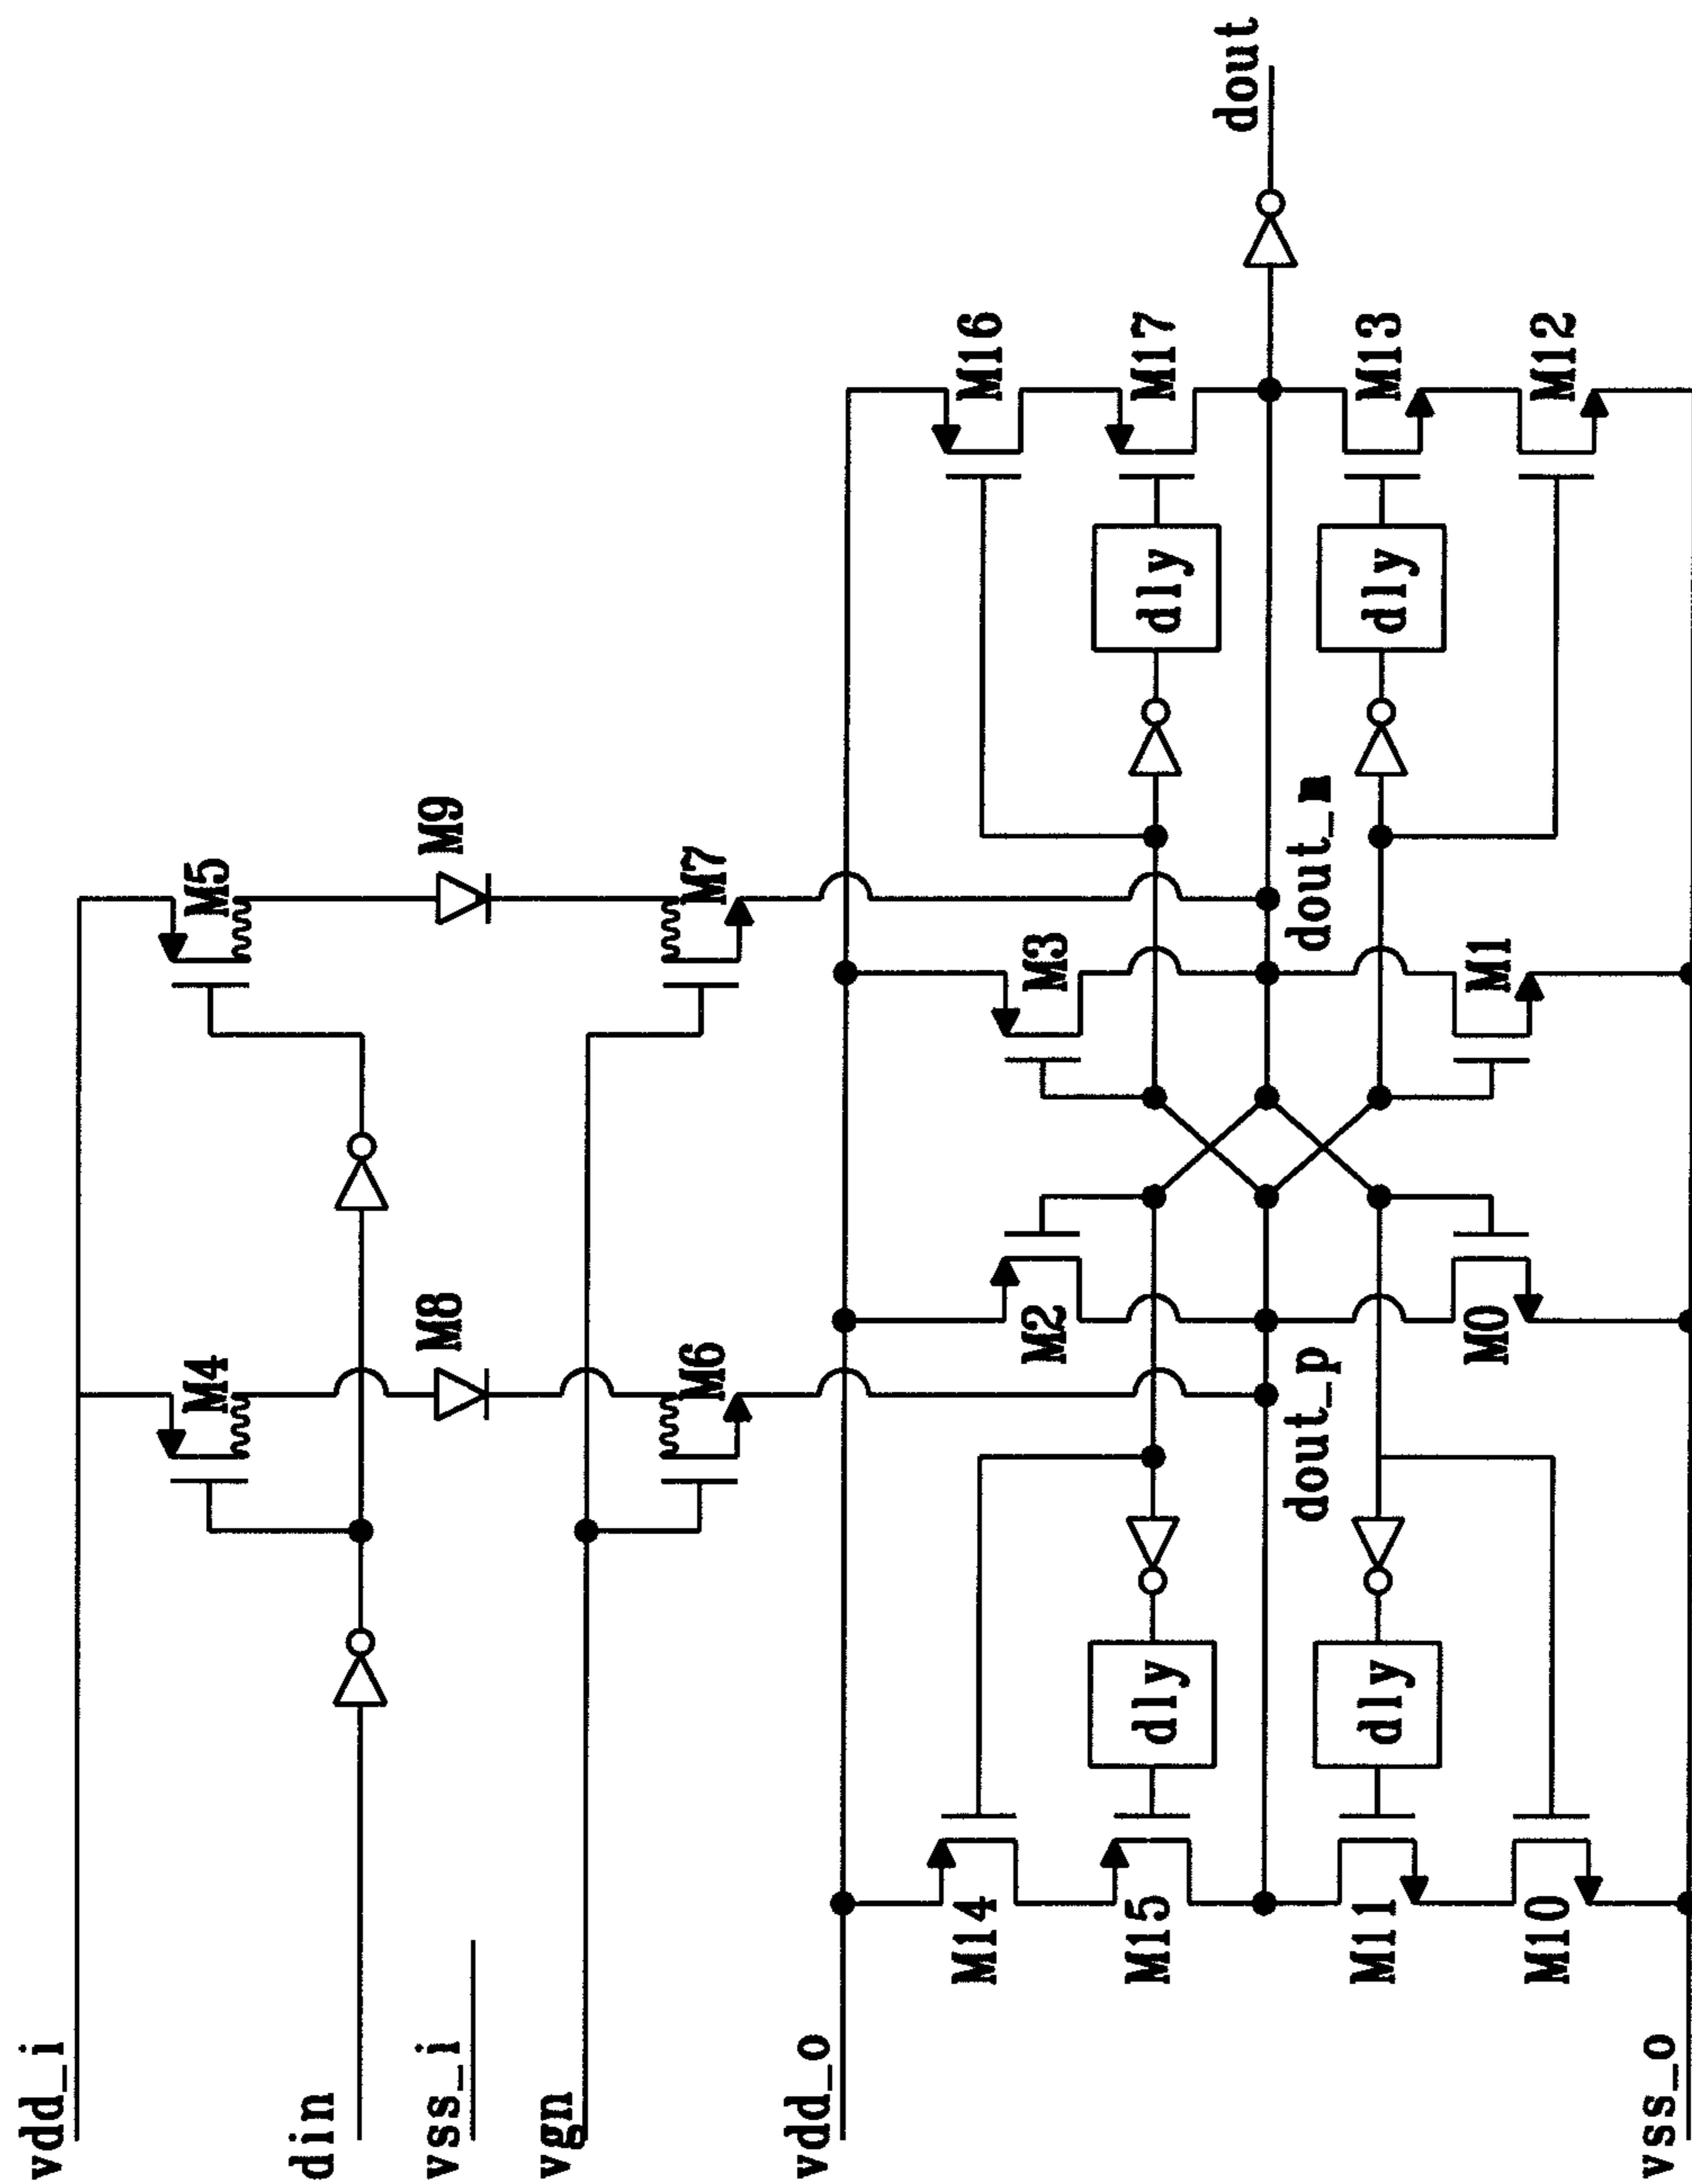 vdd_i
din
vss_i
vgn
vdd_o
vss_o
M4
M5
M8
M9
M6
M7
M14
M2
M3
M16
M15
dly
dly
M17
dout_p
dout_n
dout
M11
dly
dly
M13
M10
M0
M1
M12